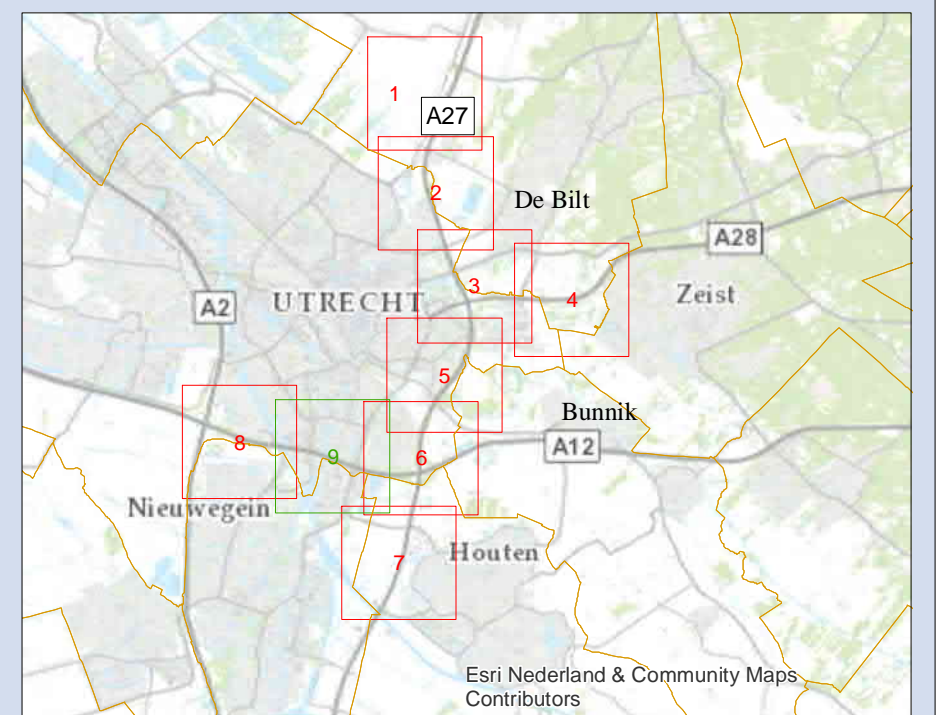 1
A27
2
De Bilt
A28
3
4
Zeist
A2
UTRECHT
5
Bunnik
8
9
6
A12
Nieuwegein
7
Houten
Esri Nederland & Community Maps
Contributors